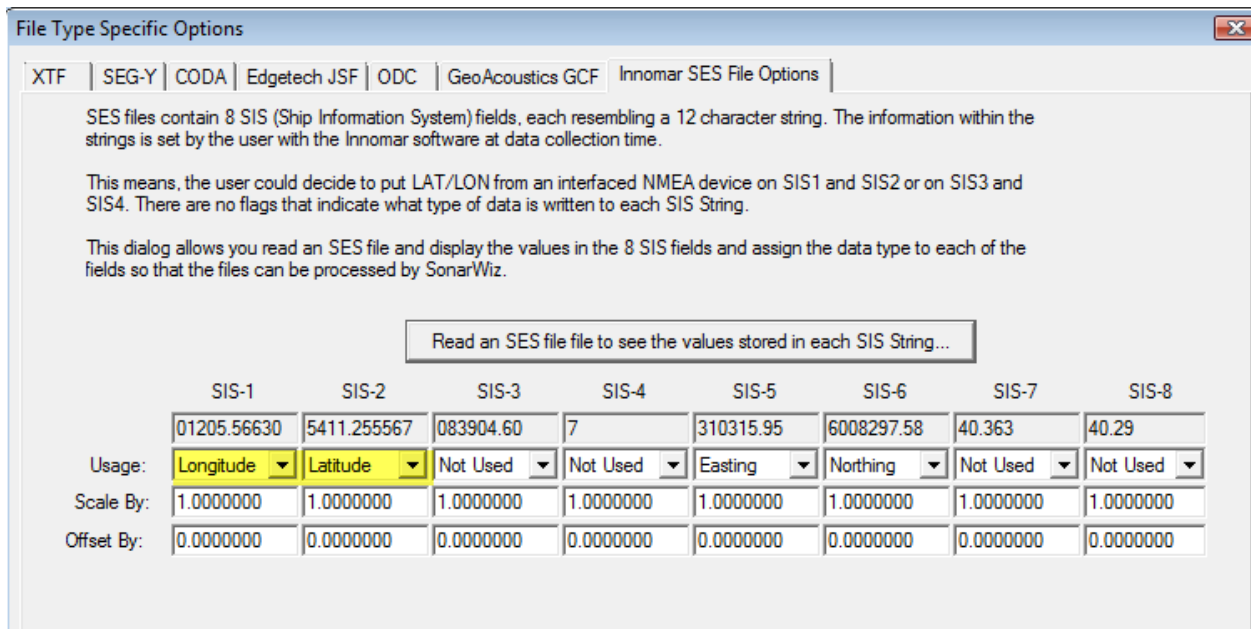 File Type Specific Options
XTF SEG-Y CODA Edgetech JSF ODC GeoAcoustics GCF Innomar SES File Options
SES files contain 8 SIS (Ship Information System) fields, each resembling a 12 character string. The information within the
strings is set by the user with the Innomar software at data collection time.
This means, the user could decide to put LAT/LON from an interfaced NMEA device on SIS1 and SIS2 or on SIS3 and
SIS4. There are no flags that indicate what type of data is written to each SIS String.
This dialog allows you read an SES file and display the values in the 8 SIS fields and assign the data type to each of the
fields so that the files can be processed by SonarWiz.
Read an SES file file to see the values stored in each SIS String...
SIS-1 SIS-2 SIS-3 SIS-4 SIS-5 SIS-6 SIS-7 SIS-8
01205.56630 5411.255567 083904.60 7 310315.95 6008297.58 40.363 40.29
Usage: Longitude Latitude Not Used Not Used Easting Northing Not Used Not Used
Scale By: 1.0000000 1.0000000 1.0000000 1.0000000 1.0000000 1.0000000 1.0000000 1.0000000
Offset By: 0.0000000 0.0000000 0.0000000 0.0000000 0.0000000 0.0000000 0.0000000 0.0000000